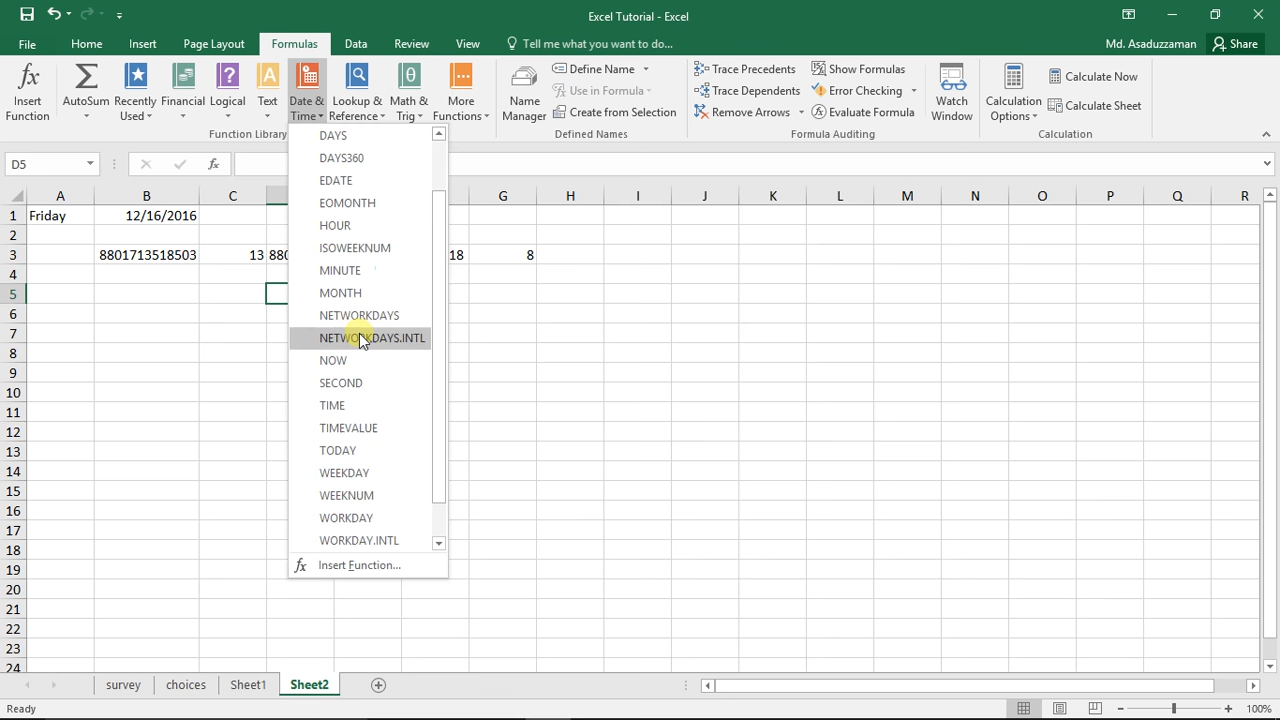 Excel Tutorial - Excel
File Home Insert Page Layout Formulas Data Review View Tell me what you want to do... Md. Asaduzzaman Share
Insert Function
AutoSum
Recently Used
Financial
Logical
Text
Date & Time
Lookup & Reference
Math & Trig
More Functions
Function Library
Name Manager
Define Name
Use in Formula
Create from Selection
Defined Names
Trace Precedents
Trace Dependents
Remove Arrows
Show Formulas
Error Checking
Evaluate Formula
Formula Auditing
Watch Window
Calculation Options
Calculate Now
Calculate Sheet
Calculation
D5
fx
A B C G H I J K L M N O P Q R
1 Friday 12/16/2016
2
3 8801713518503 13 880 18 8
4
5
6
7
8
9
10
11
12
13
14
15
16
17
18
19
20
21
22
23
24
DAYS
DAYS360
EDATE
EOMONTH
HOUR
ISOWEEKNUM
MINUTE
MONTH
NETWORKDAYS
NETWORKDAYS.INTL
NOW
SECOND
TIME
TIMEVALUE
TODAY
WEEKDAY
WEEKNUM
WORKDAY
WORKDAY.INTL
fx Insert Function...
survey choices Sheet1 Sheet2
Ready 100%